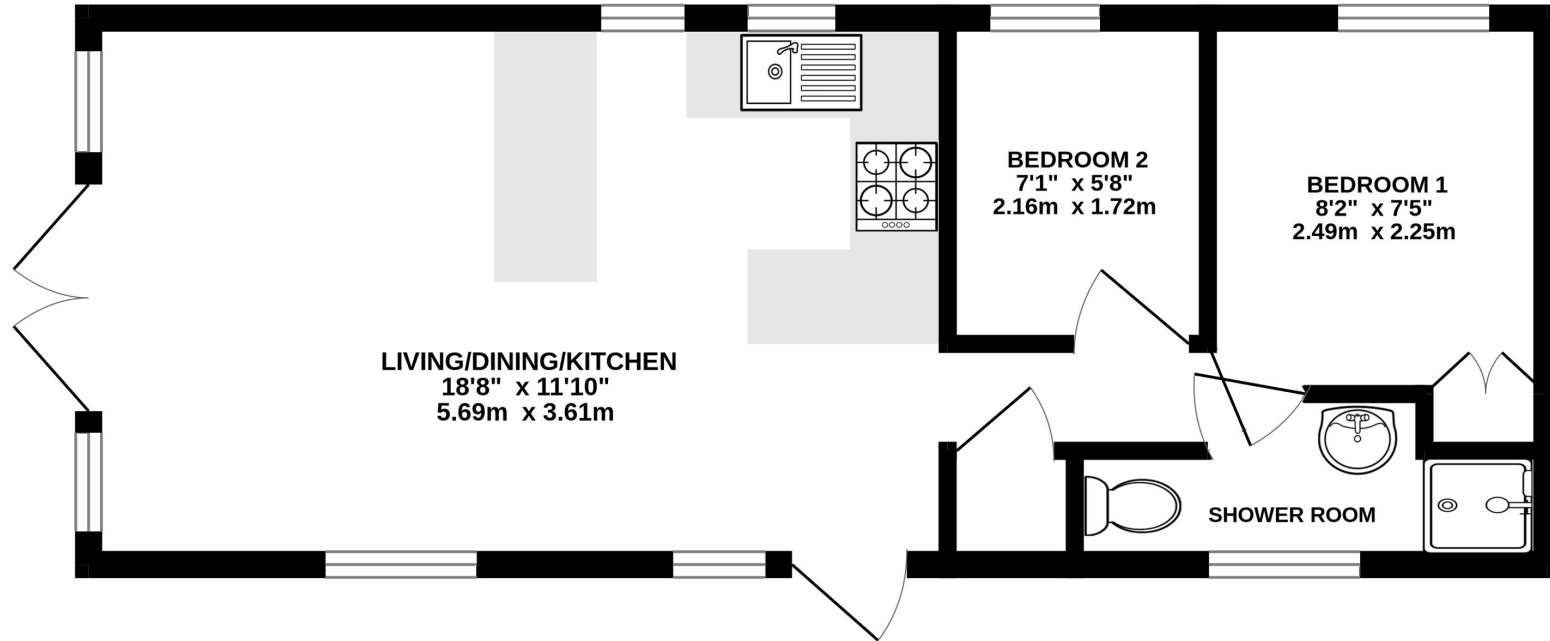 BEDROOM 2
7'1" x 5'8"
2.16m x 1.72m
BEDROOM 1
8'2" x 7'5"
2.49m x 2.25m
LIVING/DINING/KITCHEN
18'8" x 11'10"
5.69m x 3.61m
SHOWER ROOM